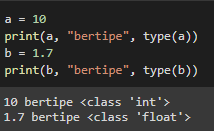 a = 10
print(a, "bertipe", type(a))
b = 1.7
print(b, "bertipe", type(b))
10 bertipe <class 'int'>
1.7 bertipe <class 'float'>